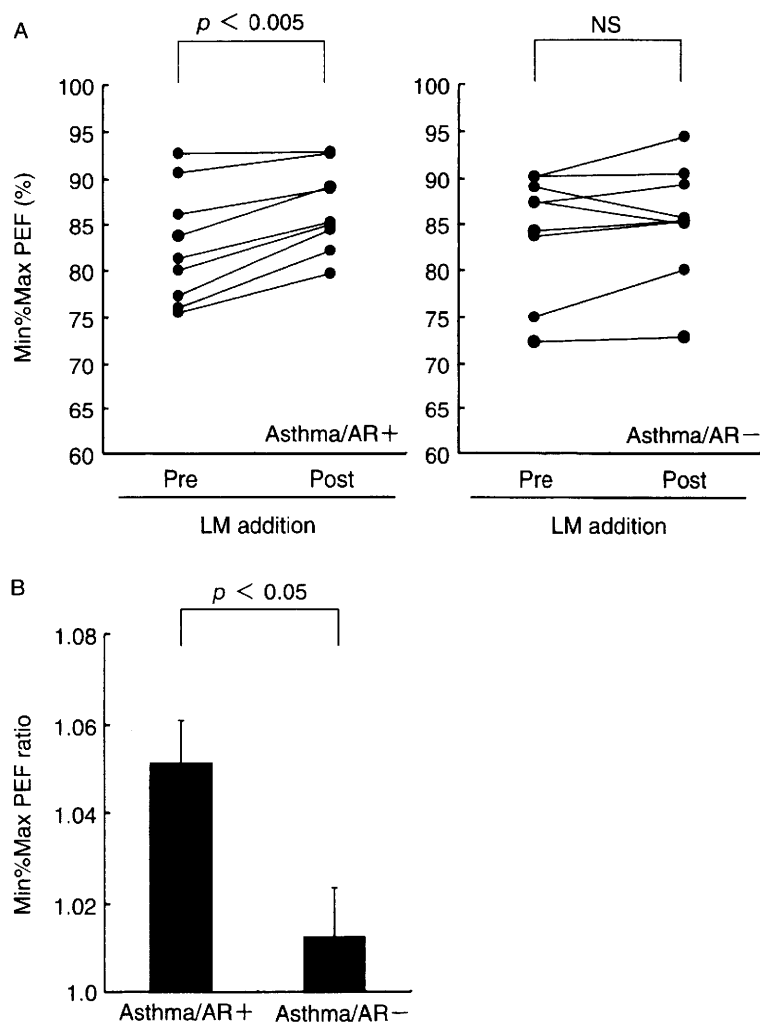 A
p < 0.005
NS
Min%Max PEF (%)
100
95
90
85
80
75
70
65
60
Asthma/AR+
Pre
Post
LM addition
100
95
90
85
80
75
70
65
60
Asthma/AR−
Pre
Post
LM addition
B
p < 0.05
Min%Max PEF ratio
1.08
1.06
1.04
1.02
1.0
Asthma/AR+
Asthma/AR−